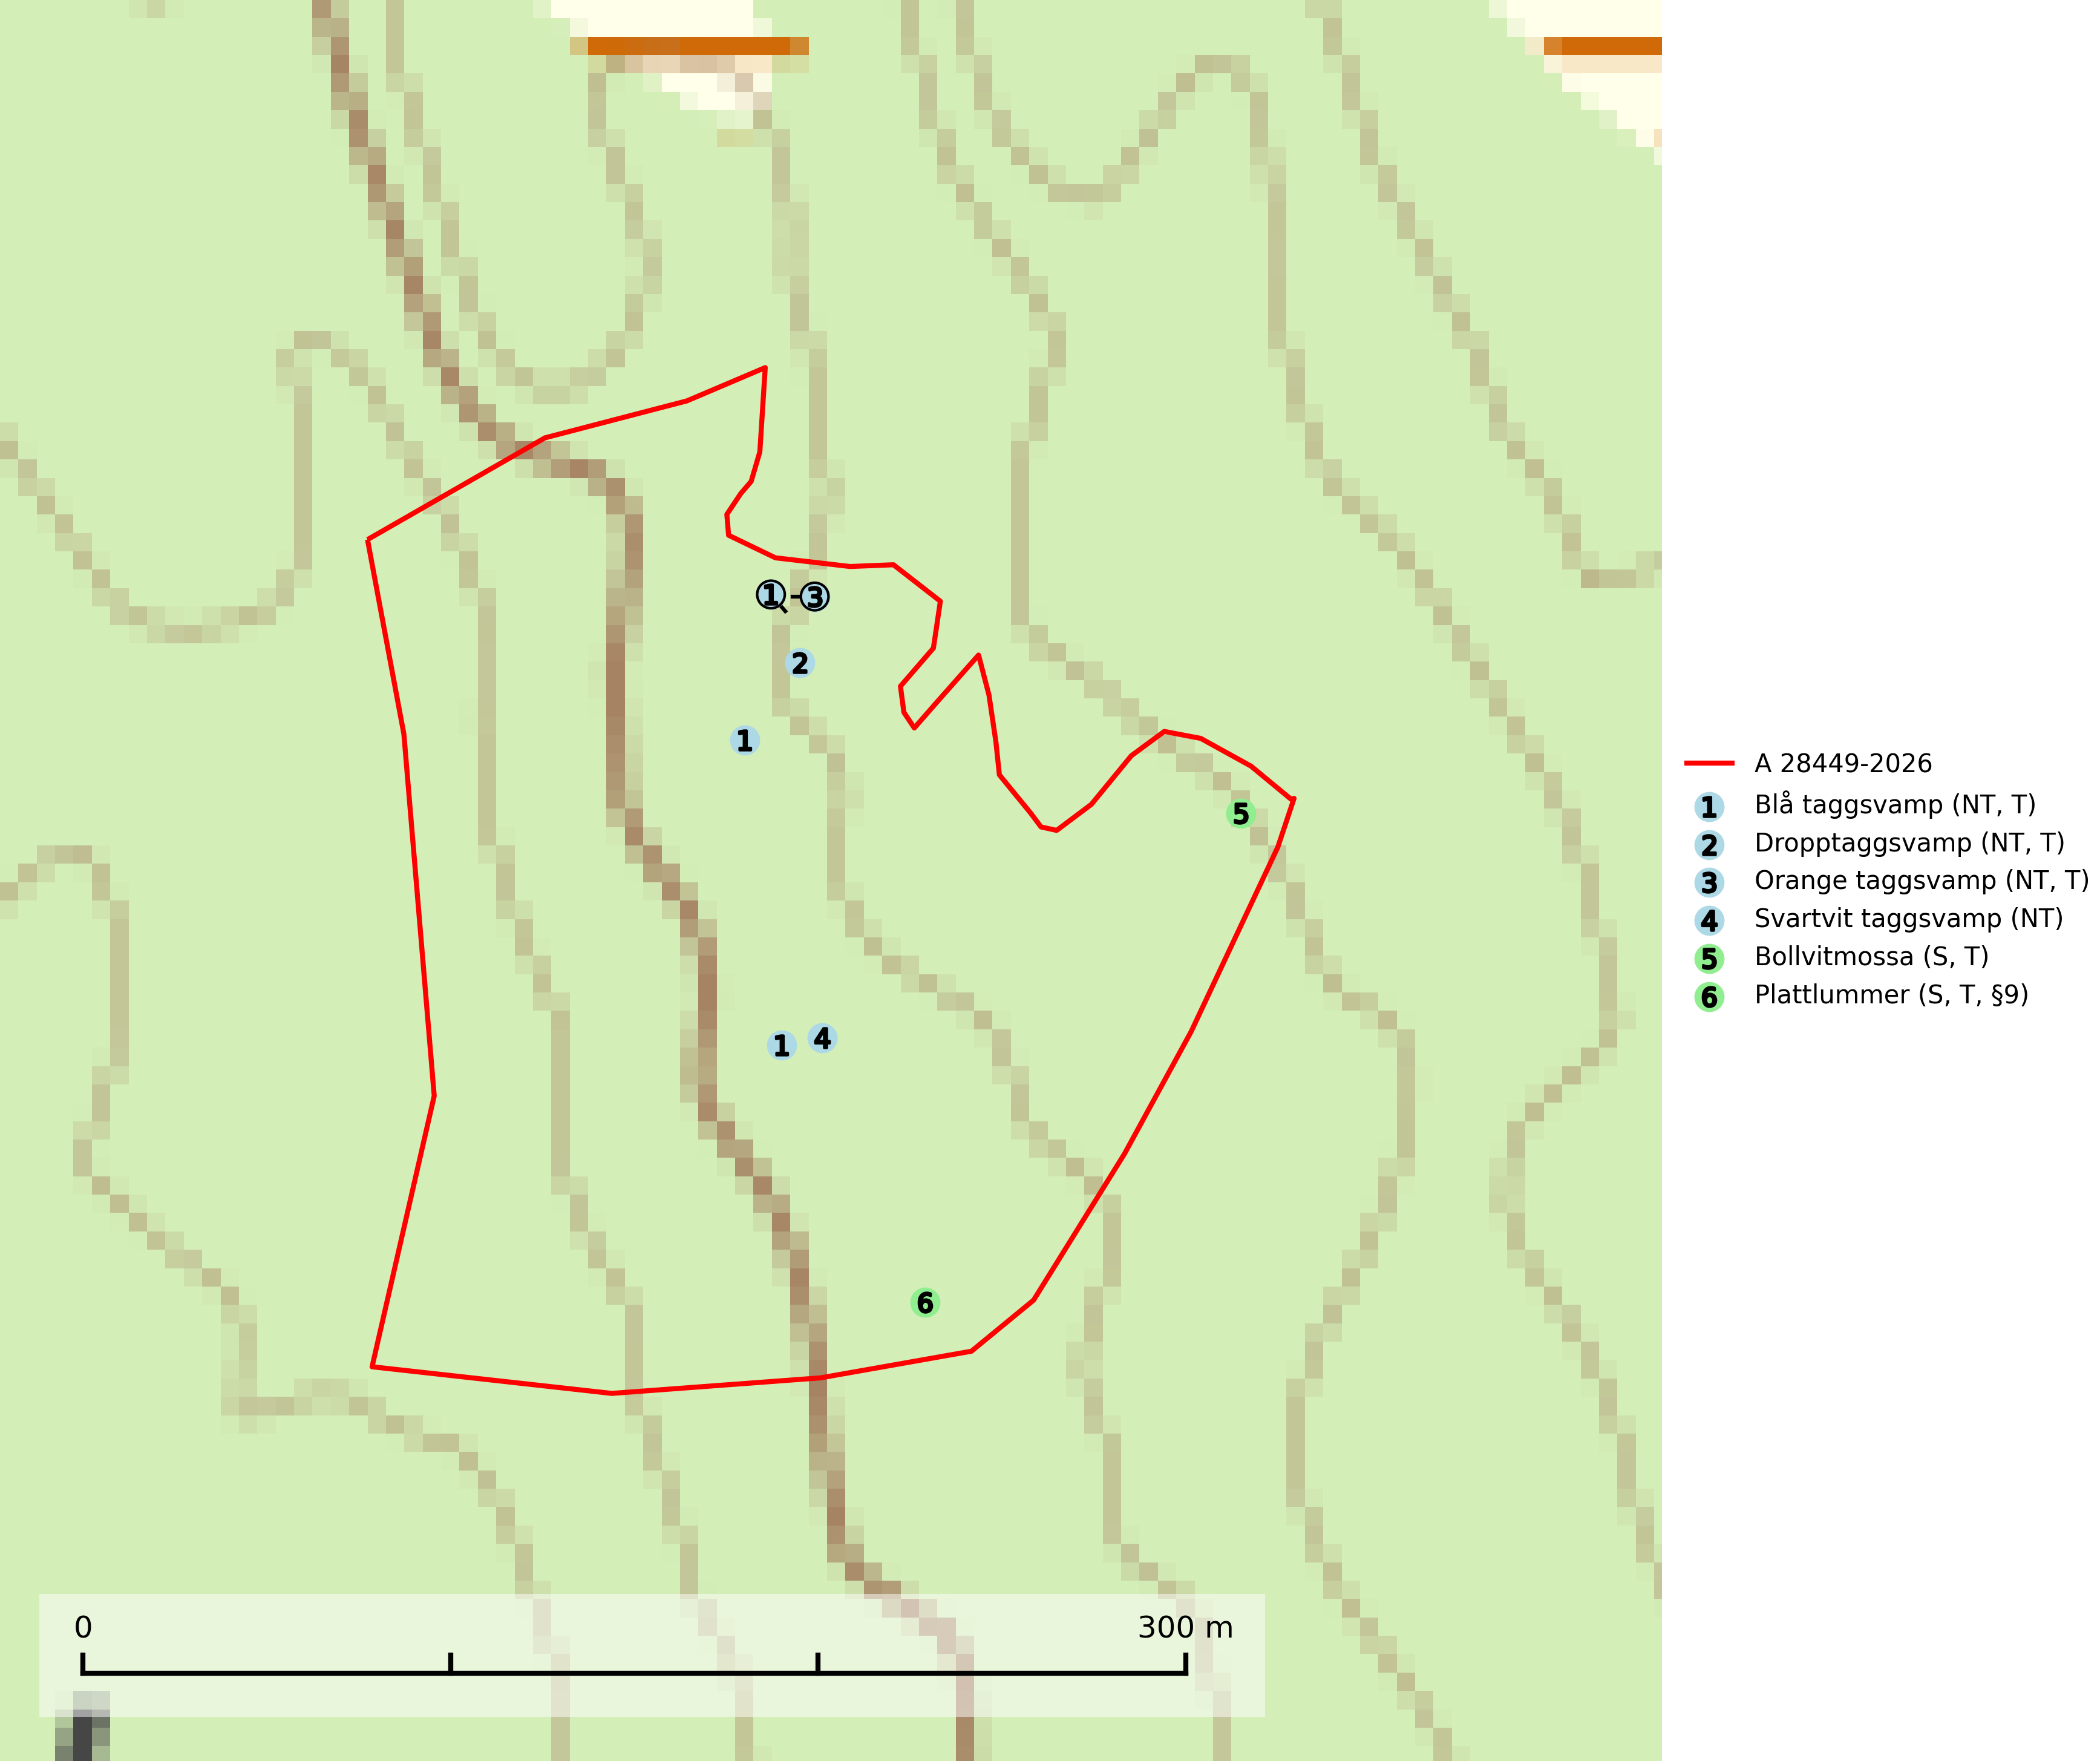 1 3
2
1
5
1 4
6
0 300 m
A 28449-2026
1 Blå taggsvamp (NT, T)
2 Dropptaggsvamp (NT, T)
3 Orange taggsvamp (NT, T)
4 Svartvit taggsvamp (NT)
5 Bollvitmossa (S, T)
6 Plattlummer (S, T, §9)